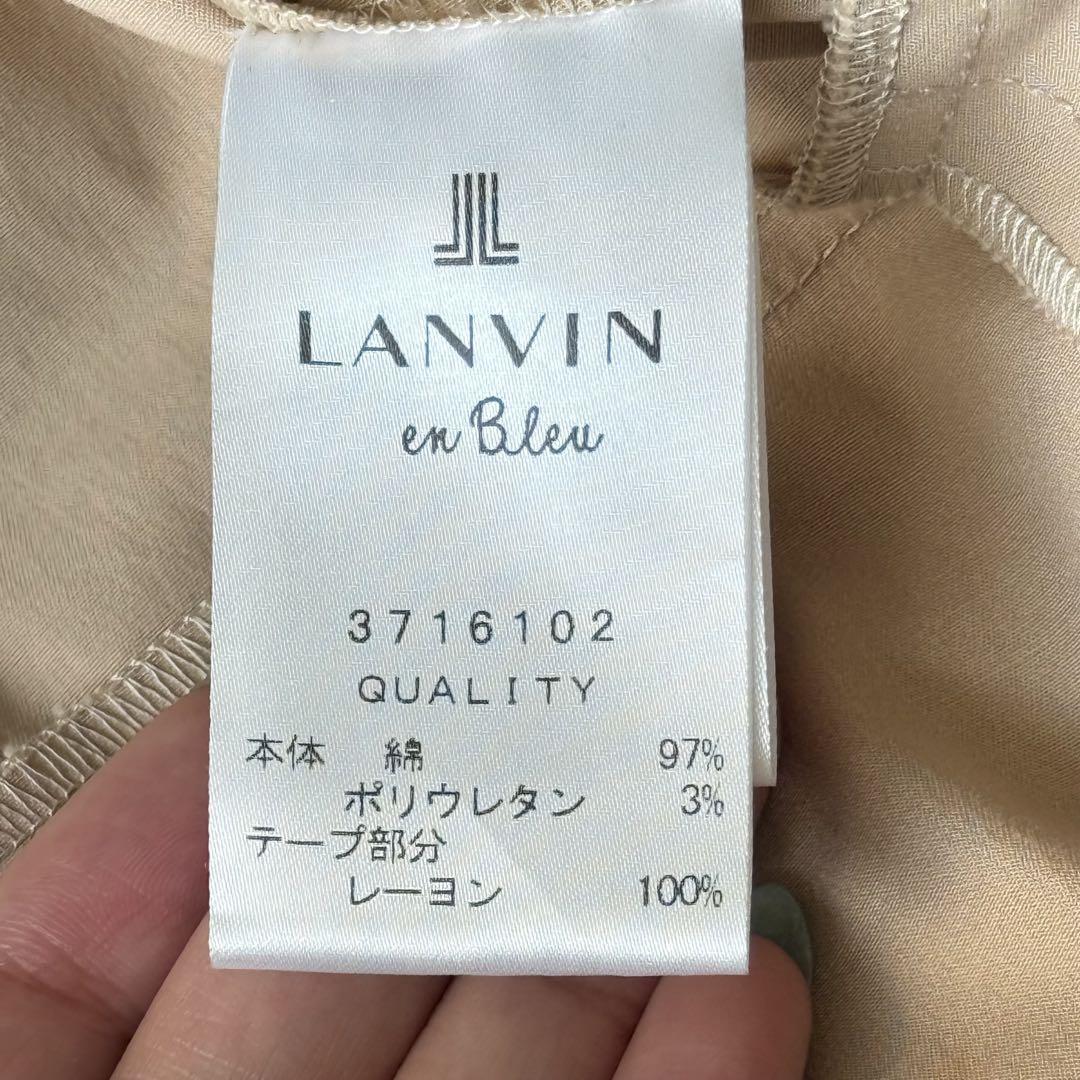 JL
LANVIN
en Bleu
3716102
QUALITY
本体 綿 97%
ポリウレタン 3%
テープ部分
レーヨン 100%